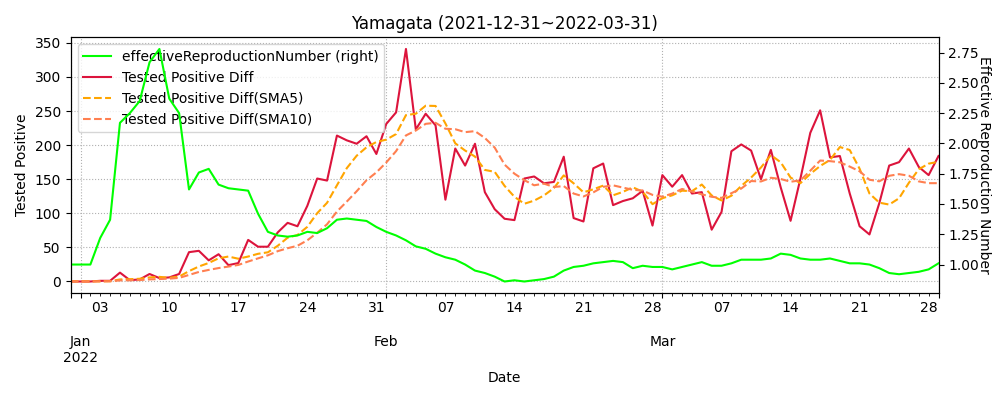 Yamagata (2021-12-31~2022-03-31)
effectiveReproductionNumber (right)
Tested Positive Diff
Tested Positive Diff(SMA5)
Tested Positive Diff(SMA10)
Tested Positive
350
300
250
200
150
100
50
0
Effective Reproduction Number
2.75
2.50
2.25
2.00
1.75
1.50
1.25
1.00
03 10 17 24 31 07 14 21 28 07 14 21 28
Jan Feb Mar
2022
Date